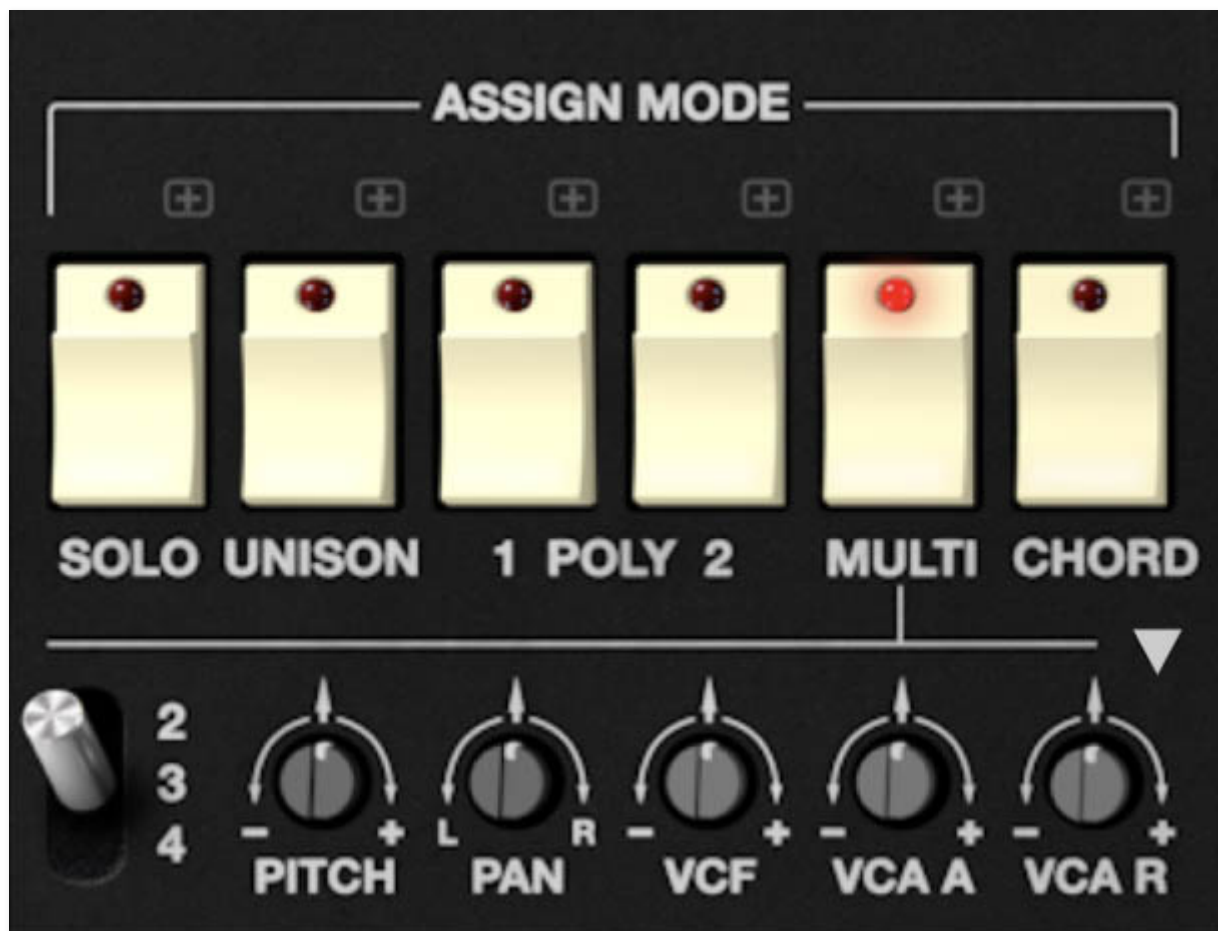 ASSIGN MODE
SOLO UNISON 1 POLY 2 MULTI CHORD
2
3
4
- + L R - + - + - +
PITCH PAN VCF VCA A VCA R